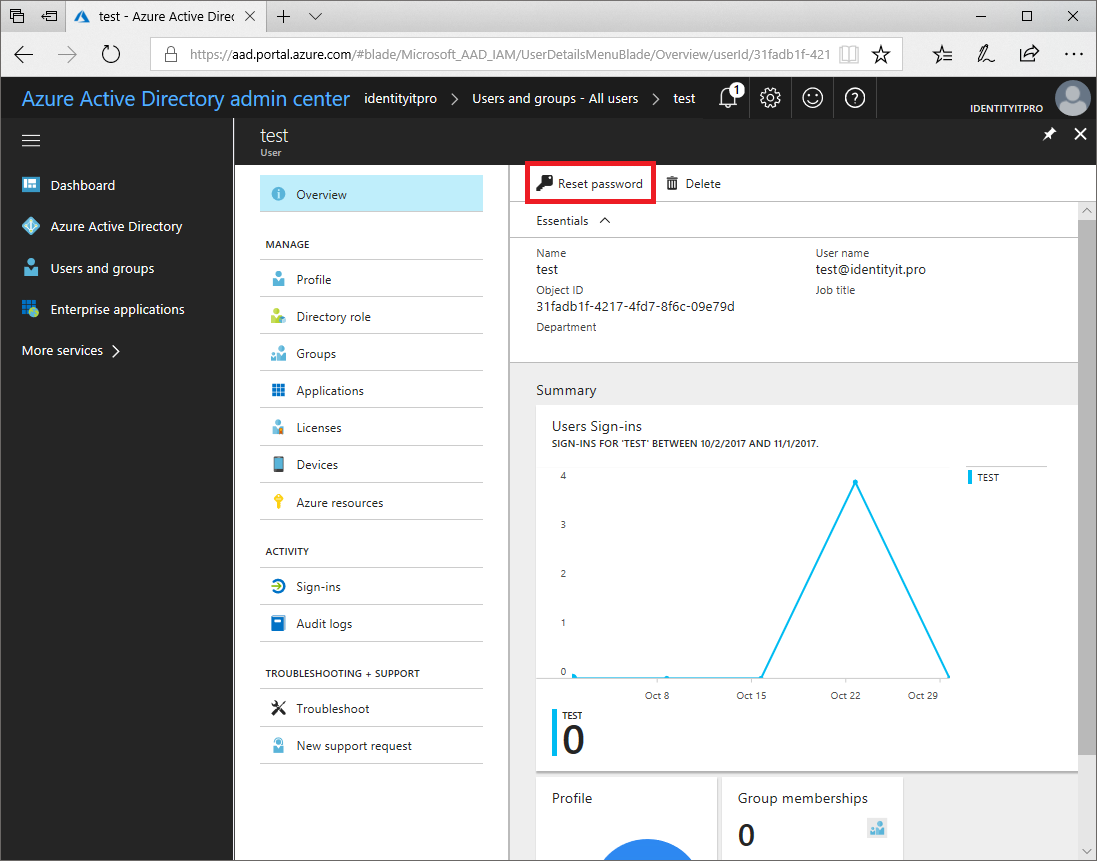 test - Azure Active Direc
https://aad.portal.azure.com/#blade/Microsoft_AAD_IAM/UserDetailsMenuBlade/Overview/userId/31fadb1f-421
Azure Active Directory admin center
identityitpro
Users and groups - All users
test
1
IDENTITYITPRO
Dashboard
Azure Active Directory
Users and groups
Enterprise applications
More services
test
User
Overview
MANAGE
Profile
Directory role
Groups
Applications
Licenses
Devices
Azure resources
ACTIVITY
Sign-ins
Audit logs
TROUBLESHOOTING + SUPPORT
Troubleshoot
New support request
Reset password
Delete
Essentials
Name
test
Object ID
31fadb1f-4217-4fd7-8f6c-09e79d
Department
User name
test@identityit.pro
Job title
Summary
Users Sign-ins
SIGN-INS FOR 'TEST' BETWEEN 10/2/2017 AND 11/1/2017.
4
3
2
1
0
Oct 8
Oct 15
Oct 22
Oct 29
TEST
TEST
0
Profile
Group memberships
0